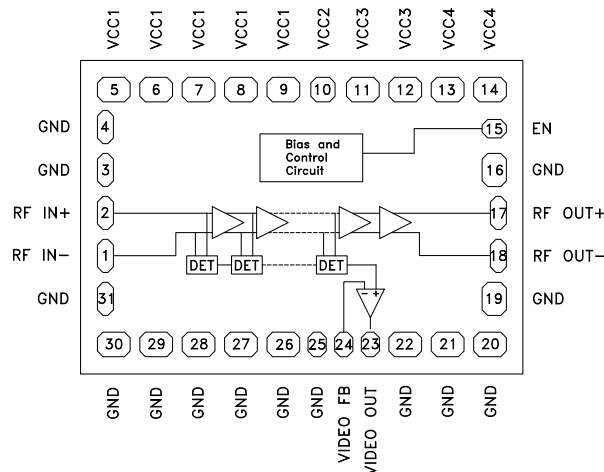 VCC1 VCC1 VCC1 VCC1 VCC1 VCC2 VCC3 VCC3 VCC4 VCC4
5 6 7 8 9 10 11 12 13 14
GND 4 15 EN
Bias and
Control
Circuit
GND 3 16 GND
RF IN+ 2 17 RF OUT+
RF IN- 1 18 RF OUT-
DET DET DET
GND 31 - + 19 GND
30 29 28 27 26 25 24 23 22 21 20
GND GND GND GND GND GND VIDEO FB VIDEO OUT GND GND GND